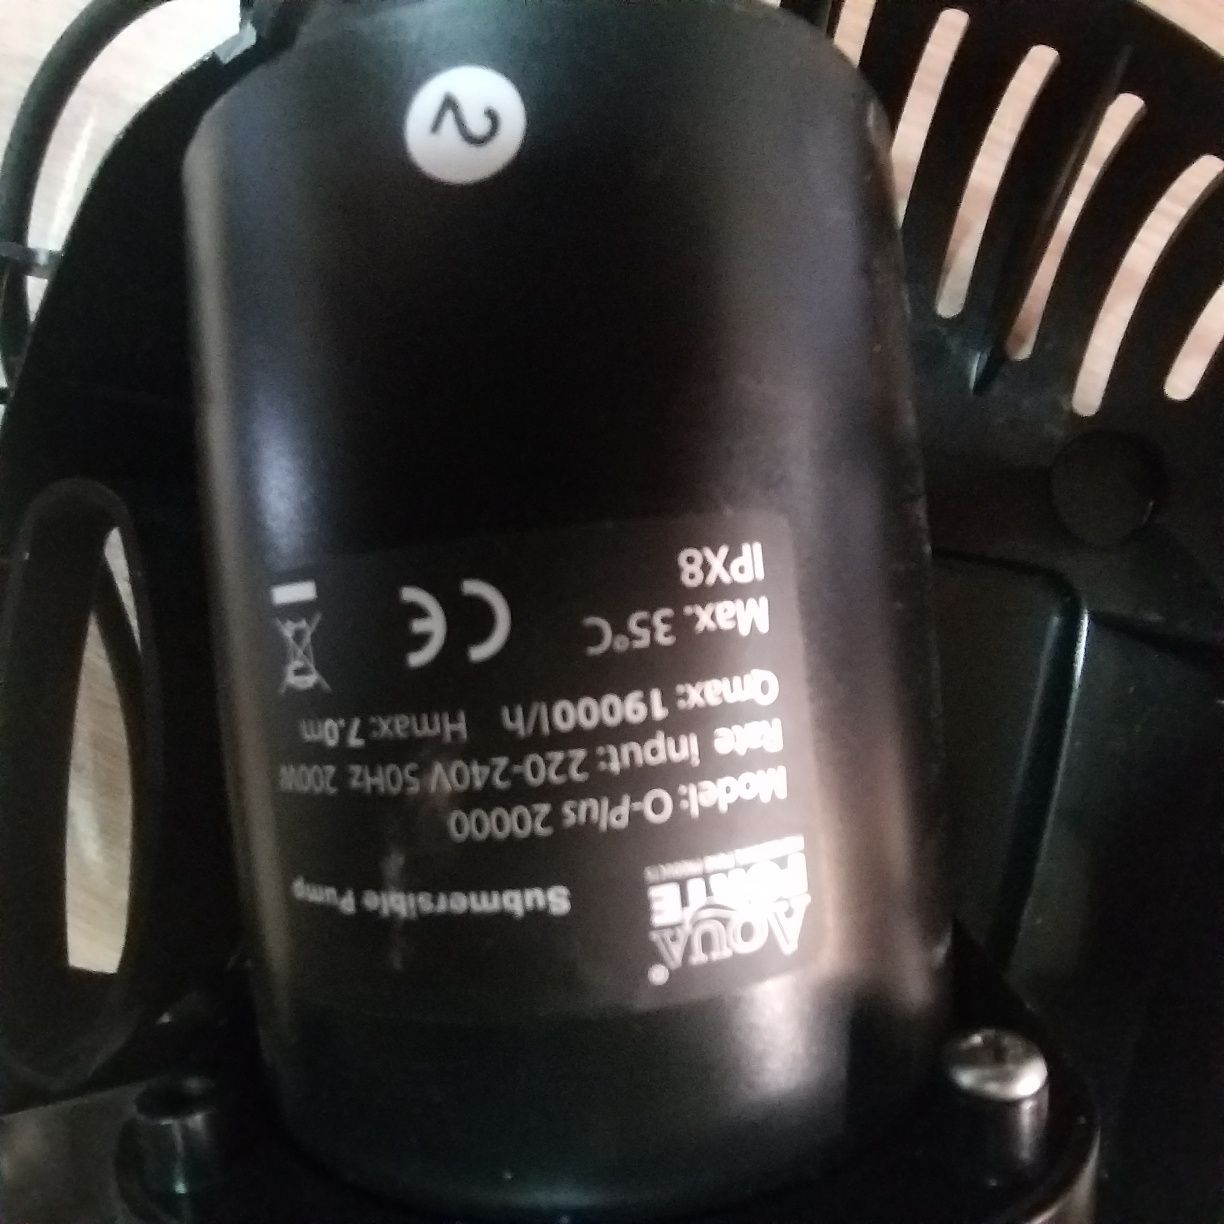 AQUA®
FORTE
Submersible Pump
Model: O-Plus 20000
Rate input: 220-240V 50Hz 200W
Qmax: 19000l/h Hmax: 7.0m
Max. 35°C
IPX8
CE
2